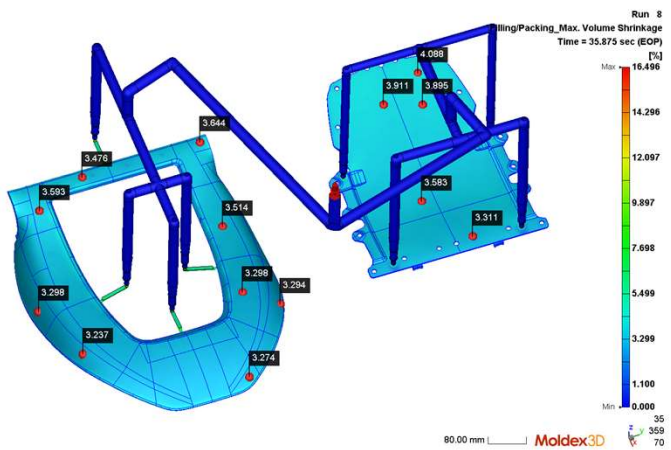 Run 8
illing/Packing_Max. Volume Shrinkage
Time = 35.875 sec (EOP)
[%]
Max
16.496
14.296
12.097
9.897
7.698
5.499
3.299
1.100
Min
0.000
4.088
3.911
3.895
3.644
3.476
3.593
3.583
3.514
3.311
3.298
3.294
3.298
3.237
3.274
80.00 mm
Moldex3D
z
y
x
35
359
70